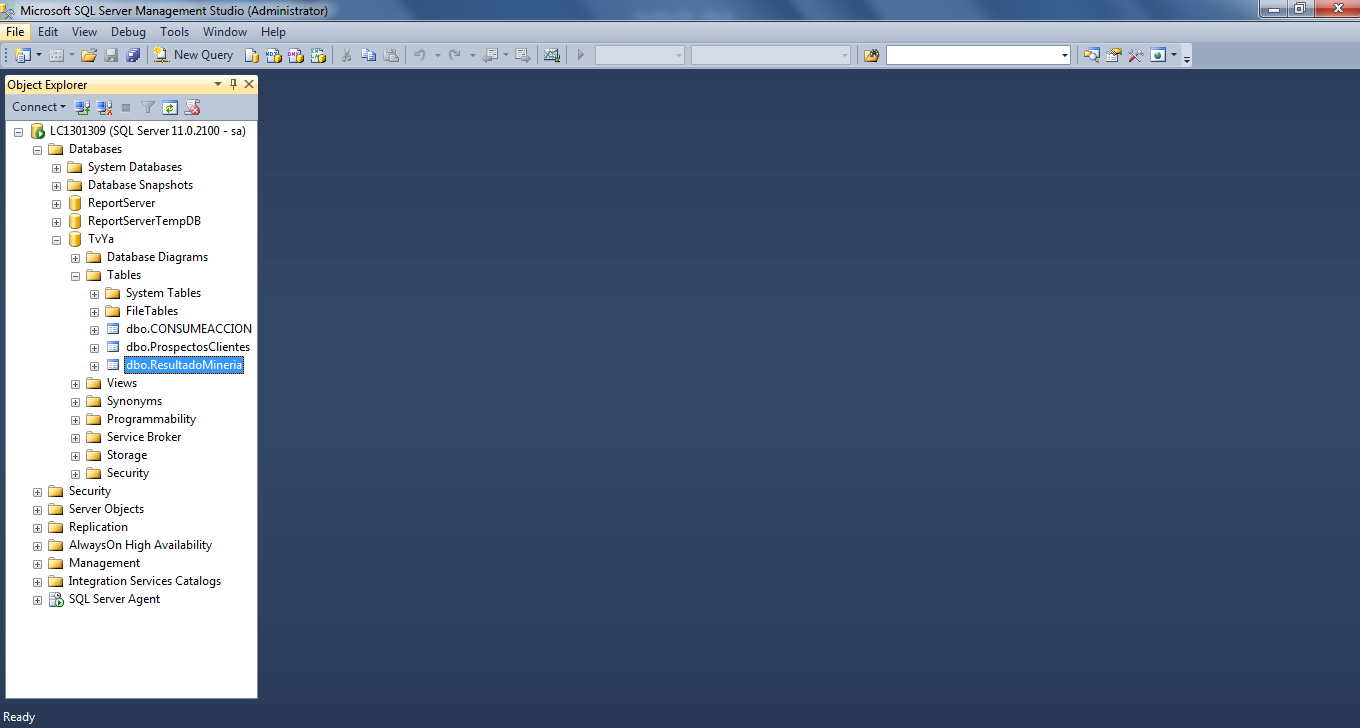 Microsoft SQL Server Management Studio (Administrator)
File Edit View Debug Tools Window Help
New Query
Object Explorer
Connect
LC1301309 (SQL Server 11.0.2100 - sa)
Databases
System Databases
Database Snapshots
ReportServer
ReportServerTempDB
TvYa
Database Diagrams
Tables
System Tables
FileTables
dbo.CONSUMEACCION
dbo.ProspectosClientes
dbo.ResultadoMineria
Views
Synonyms
Programmability
Service Broker
Storage
Security
Security
Server Objects
Replication
AlwaysOn High Availability
Management
Integration Services Catalogs
SQL Server Agent
Ready